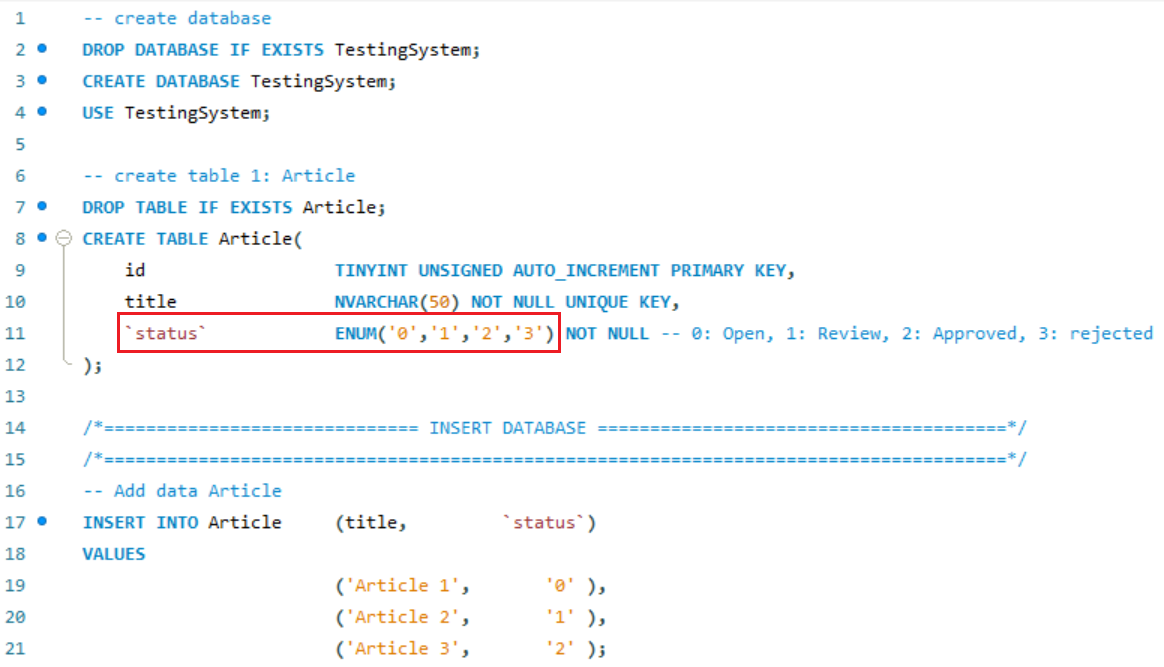 1 -- create database
2 DROP DATABASE IF EXISTS TestingSystem;
3 CREATE DATABASE TestingSystem;
4 USE TestingSystem;
5
6 -- create table 1: Article
7 DROP TABLE IF EXISTS Article;
8 CREATE TABLE Article(
9 id TINYINT UNSIGNED AUTO_INCREMENT PRIMARY KEY,
10 title NVARCHAR(50) NOT NULL UNIQUE KEY,
11 `status` ENUM('0','1','2','3') NOT NULL -- 0: Open, 1: Review, 2: Approved, 3: rejected
12 );
13
14 /*============================== INSERT DATABASE =======================================*/
15 /*======================================================================================*/
16 -- Add data Article
17 INSERT INTO Article (title, `status`)
18 VALUES
19 ('Article 1', '0' ),
20 ('Article 2', '1' ),
21 ('Article 3', '2' );